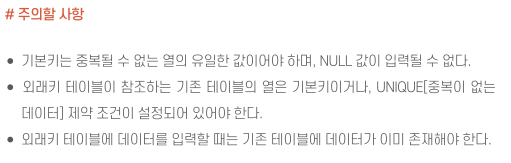 # 주의할 사항
● 기본키는 중복될 수 없는 열의 유일한 값이어야 하며, NULL 값이 입력될 수 없다.
● 외래키 테이블이 참조하는 기존 테이블의 열은 기본키이거나, UNIQUE[중복이 없는
데이터] 제약 조건이 설정되어 있어야 한다.
● 외래키 테이블에 데이터를 입력할 때는 기존 테이블에 데이터가 이미 존재해야 한다.